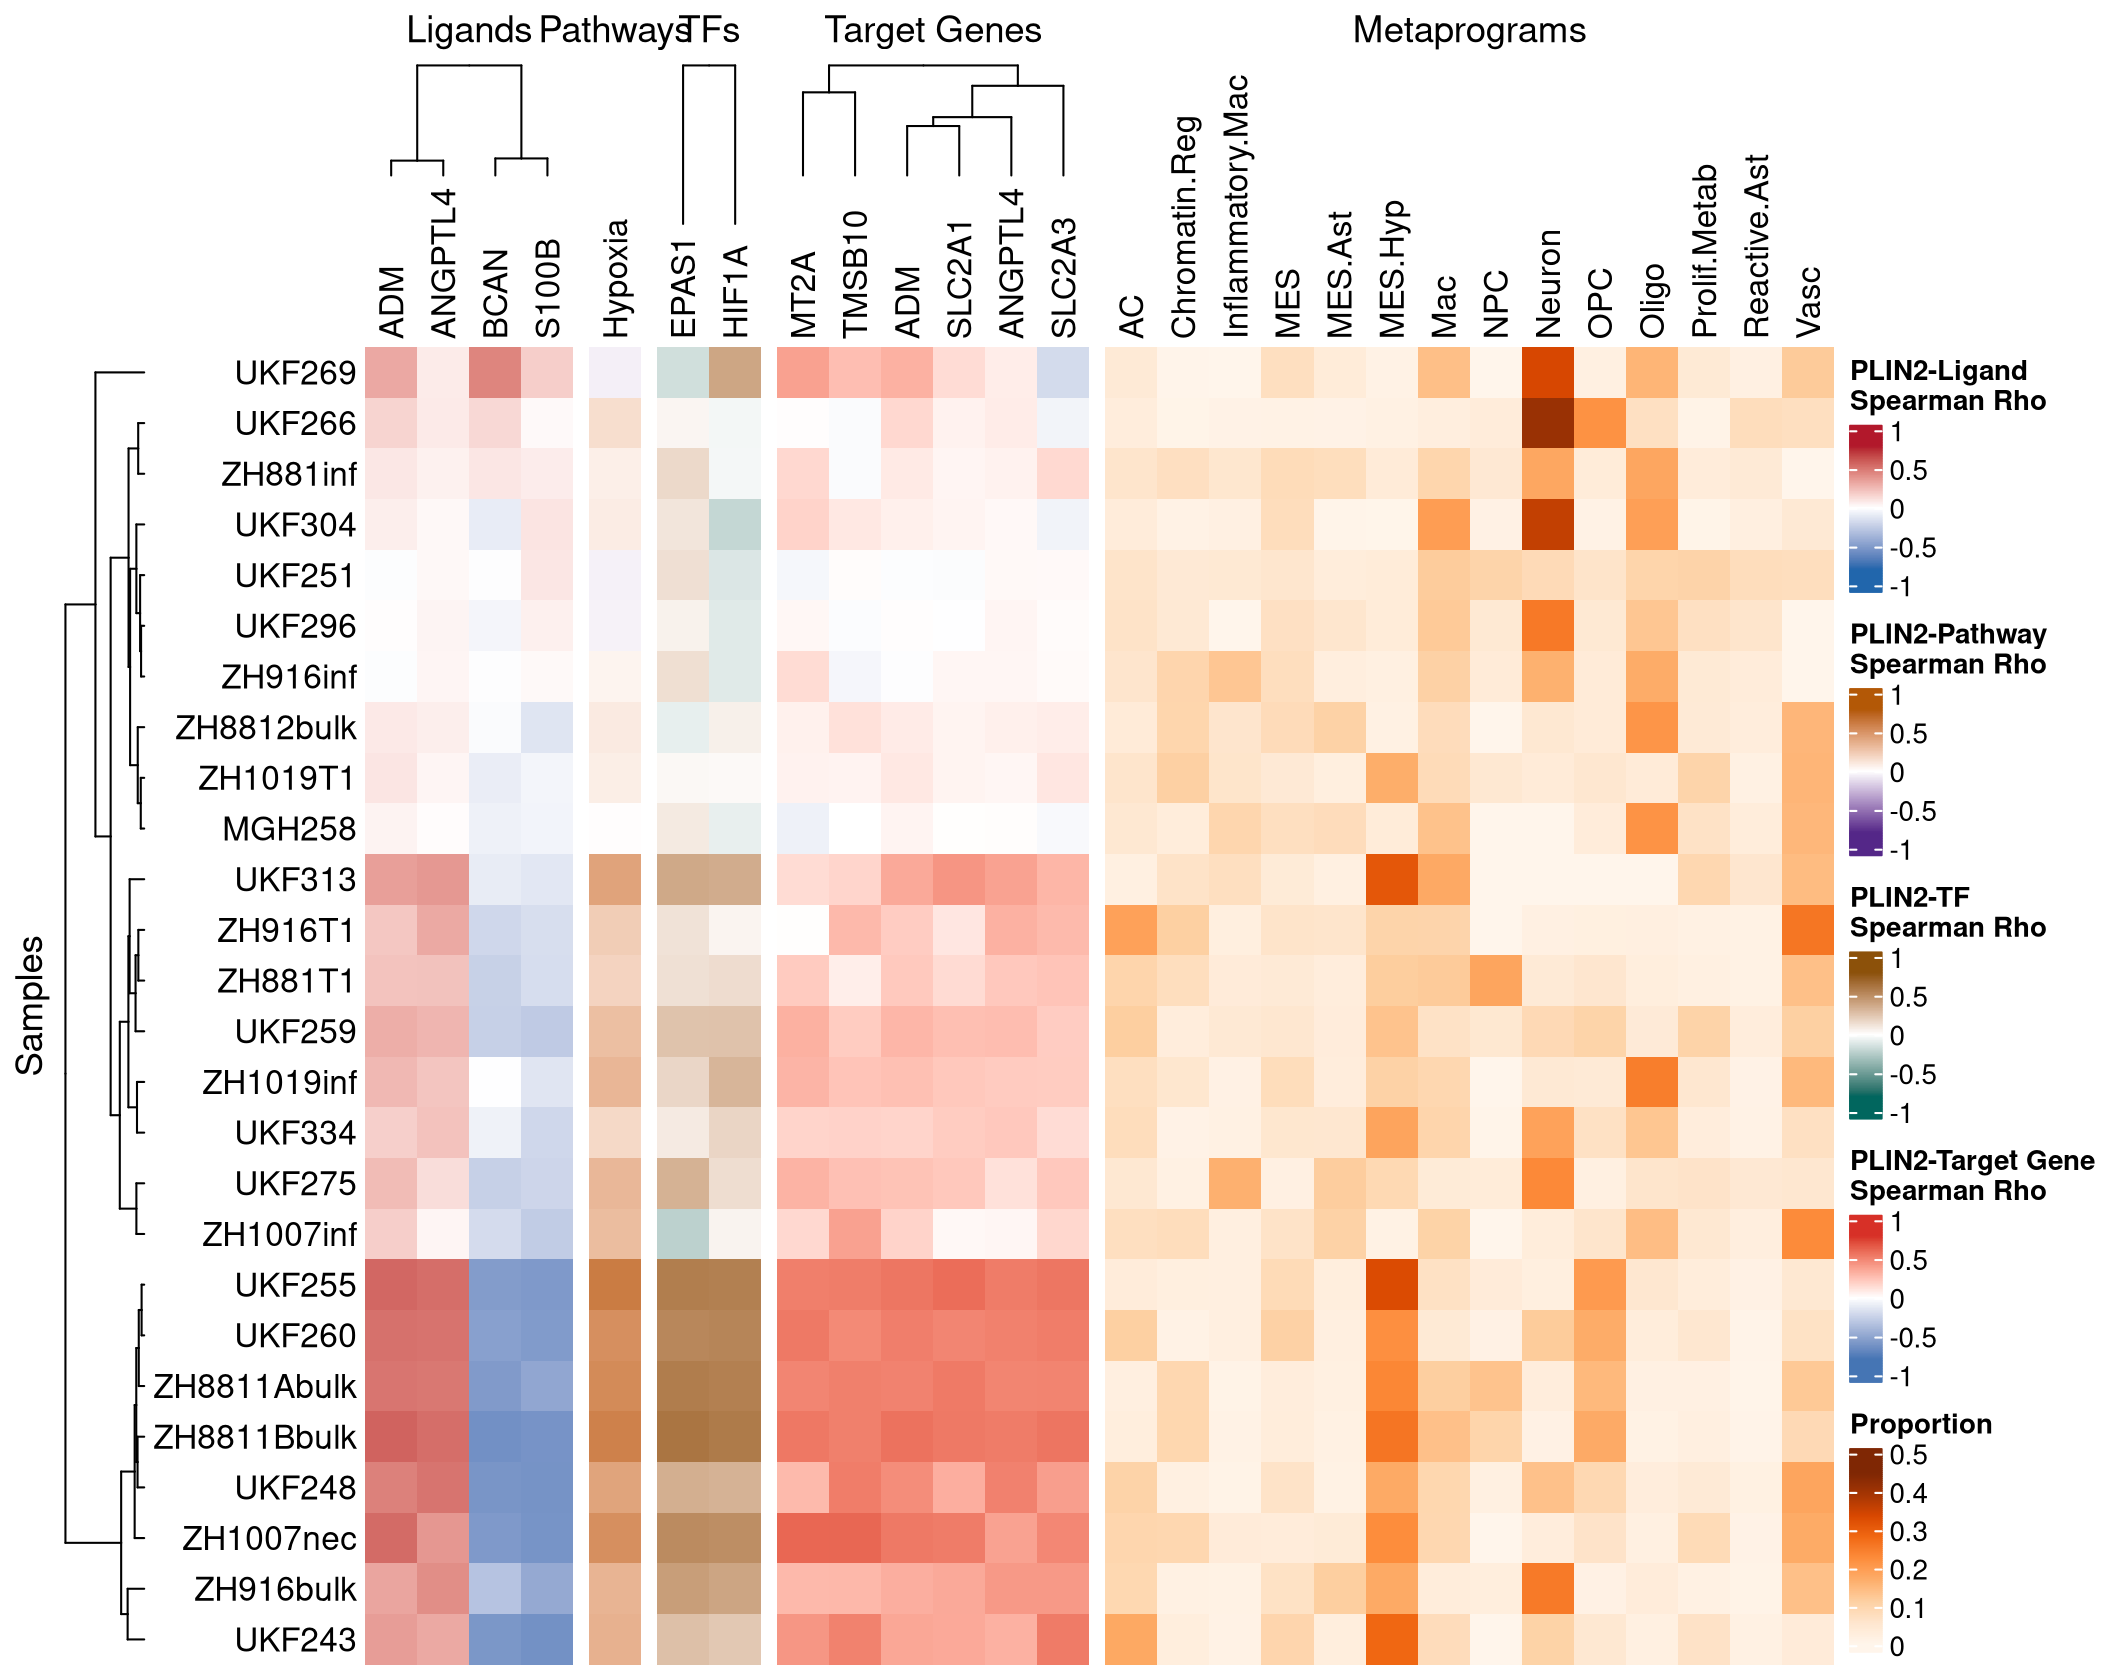 Ligands Pathways TFs Target Genes Metaprograms
ADM
ANGPTL4
BCAN
S100B
Hypoxia
EPAS1
HIF1A
MT2A
TMSB10
ADM
SLC2A1
ANGPTL4
SLC2A3
AC
Chromatin.Reg
Inflammatory.Mac
MES
MES.Ast
MES.Hyp
Mac
NPC
Neuron
OPC
Oligo
Prolif.Metab
Reactive.Ast
Vasc
Samples
UKF269
UKF266
ZH881inf
UKF304
UKF251
UKF296
ZH916inf
ZH8812bulk
ZH1019T1
MGH258
UKF313
ZH916T1
ZH881T1
UKF259
ZH1019inf
UKF334
UKF275
ZH1007inf
UKF255
UKF260
ZH8811Abulk
ZH8811Bbulk
UKF248
ZH1007nec
ZH916bulk
UKF243
PLIN2-Ligand
Spearman Rho
1
0.5
0
-0.5
-1
PLIN2-Pathway
Spearman Rho
1
0.5
0
-0.5
-1
PLIN2-TF
Spearman Rho
1
0.5
0
-0.5
-1
PLIN2-Target Gene
Spearman Rho
1
0.5
0
-0.5
-1
Proportion
0.5
0.4
0.3
0.2
0.1
0